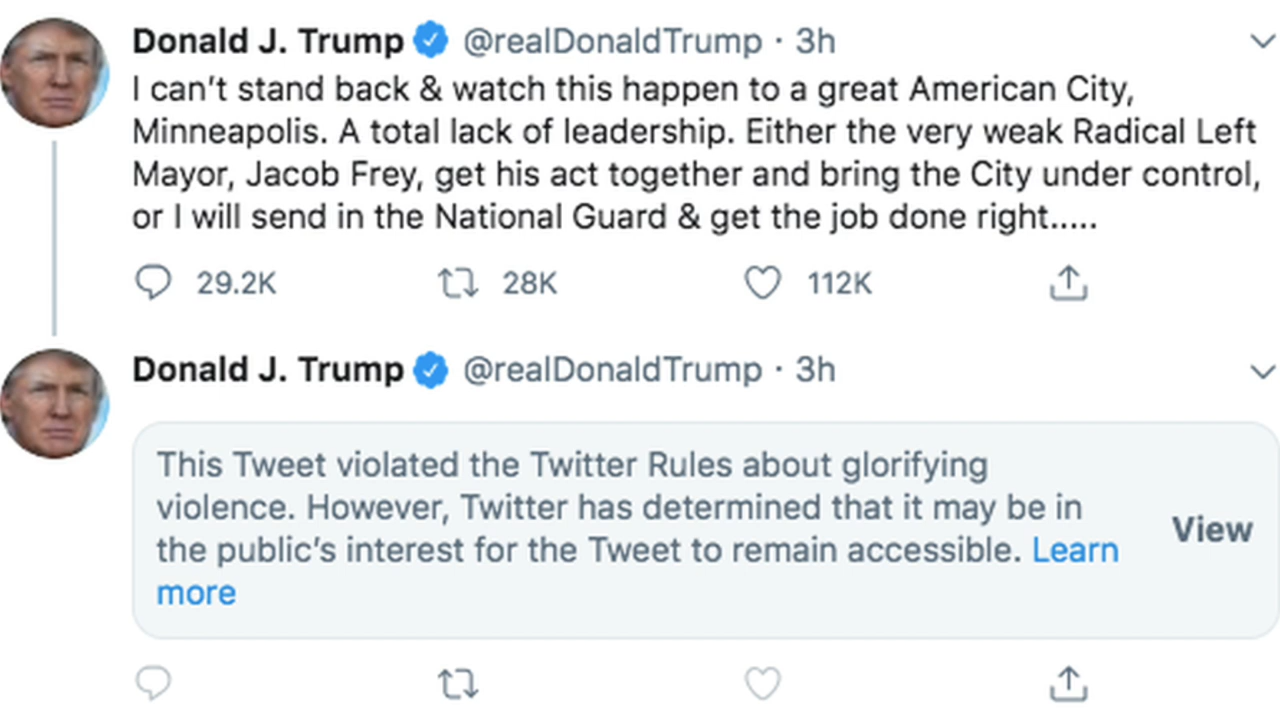 Donald J. Trump @realDonaldTrump · 3h
I can't stand back & watch this happen to a great American City,
Minneapolis. A total lack of leadership. Either the very weak Radical Left
Mayor, Jacob Frey, get his act together and bring the City under control,
or I will send in the National Guard & get the job done right.....
29.2K 28K 112K
Donald J. Trump @realDonaldTrump · 3h
This Tweet violated the Twitter Rules about glorifying
violence. However, Twitter has determined that it may be in
the public's interest for the Tweet to remain accessible. Learn
more
View